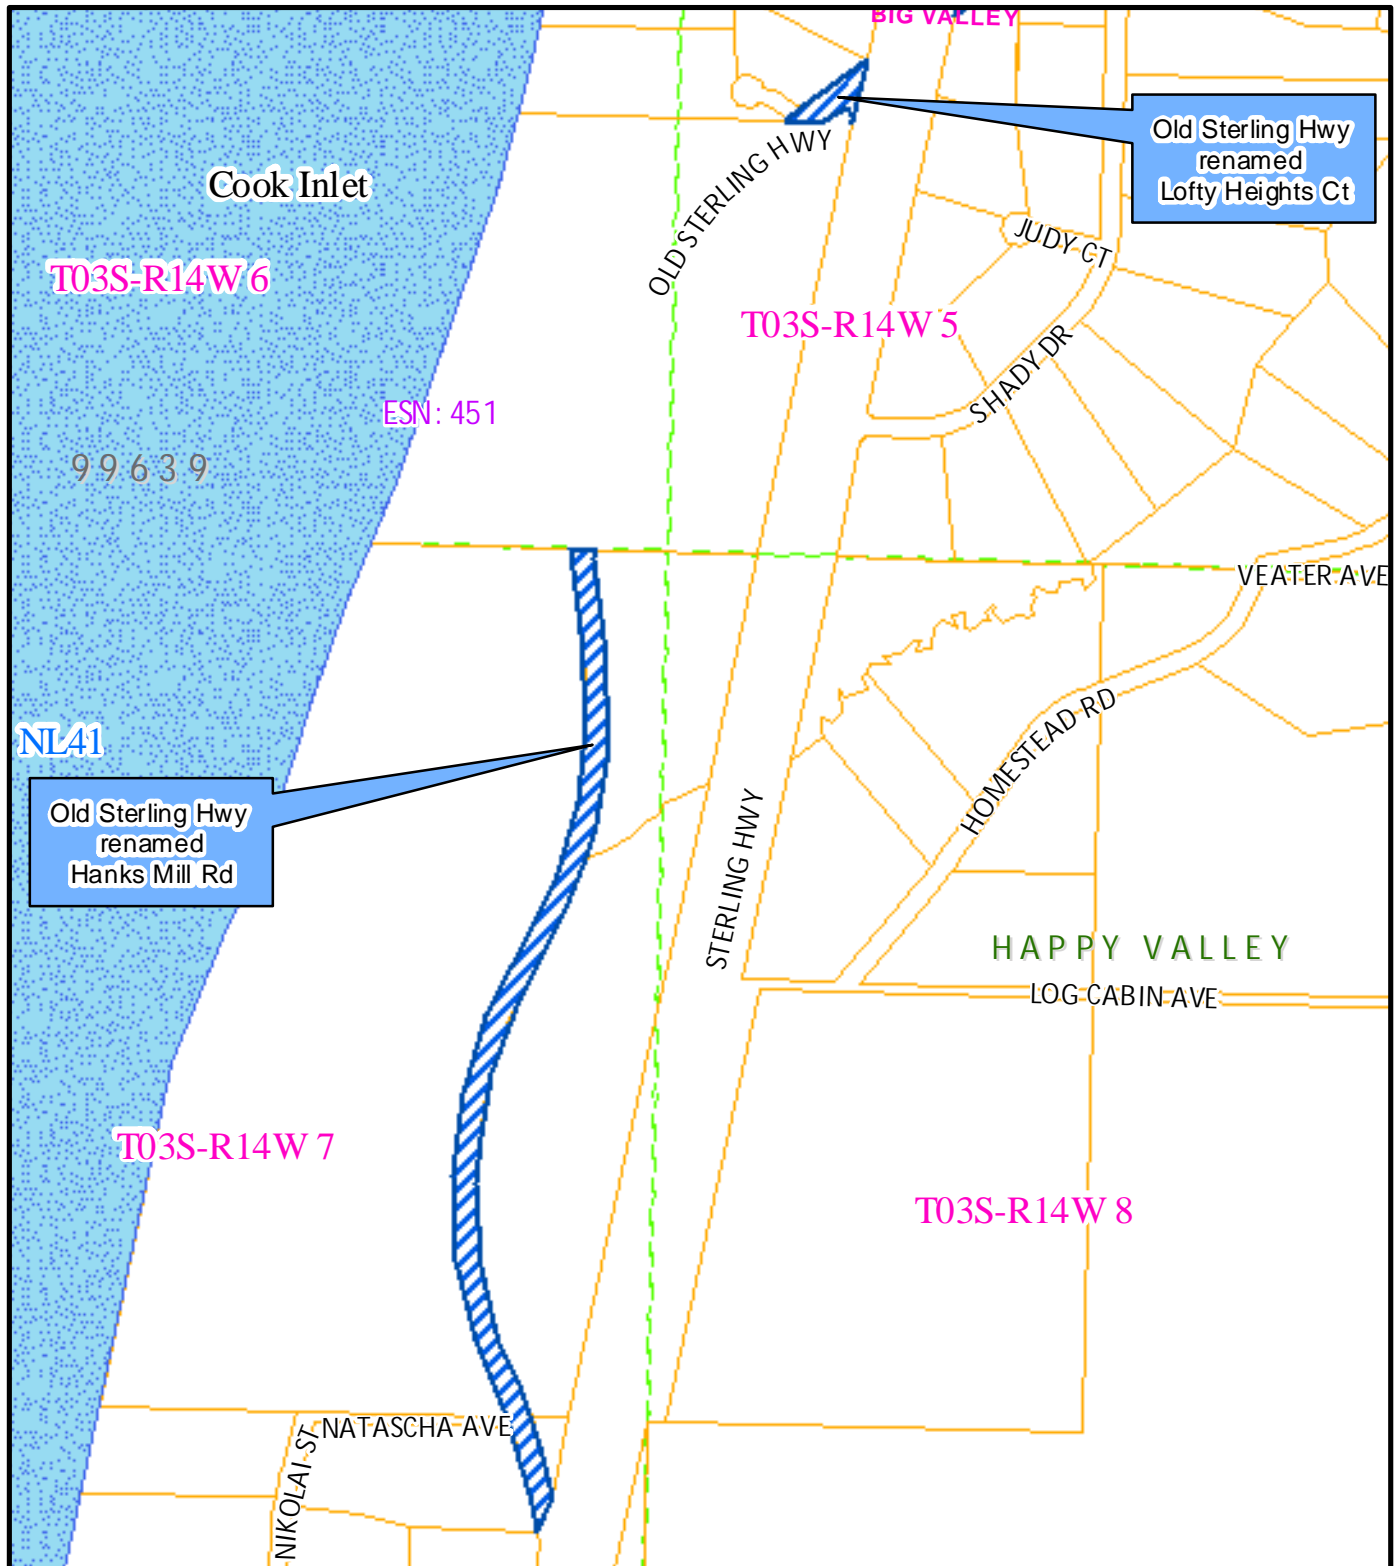 BIG VALLEY
Old Sterling Hwy
renamed
Lofty Heights Ct
OLD STERLING HWY
Cook Inlet
JUDY CT
T03S-R14W 6
T03S-R14W 5
SHADY DR
ESN: 451
99639
VEATER AVE
HOMESTEAD RD
NL41
Old Sterling Hwy
renamed
Hanks Mill Rd
STERLING HWY
HAPPY VALLEY
LOG CABIN AVE
T03S-R14W 7
T03S-R14W 8
NATASCHA AVE
NIKOLAI ST